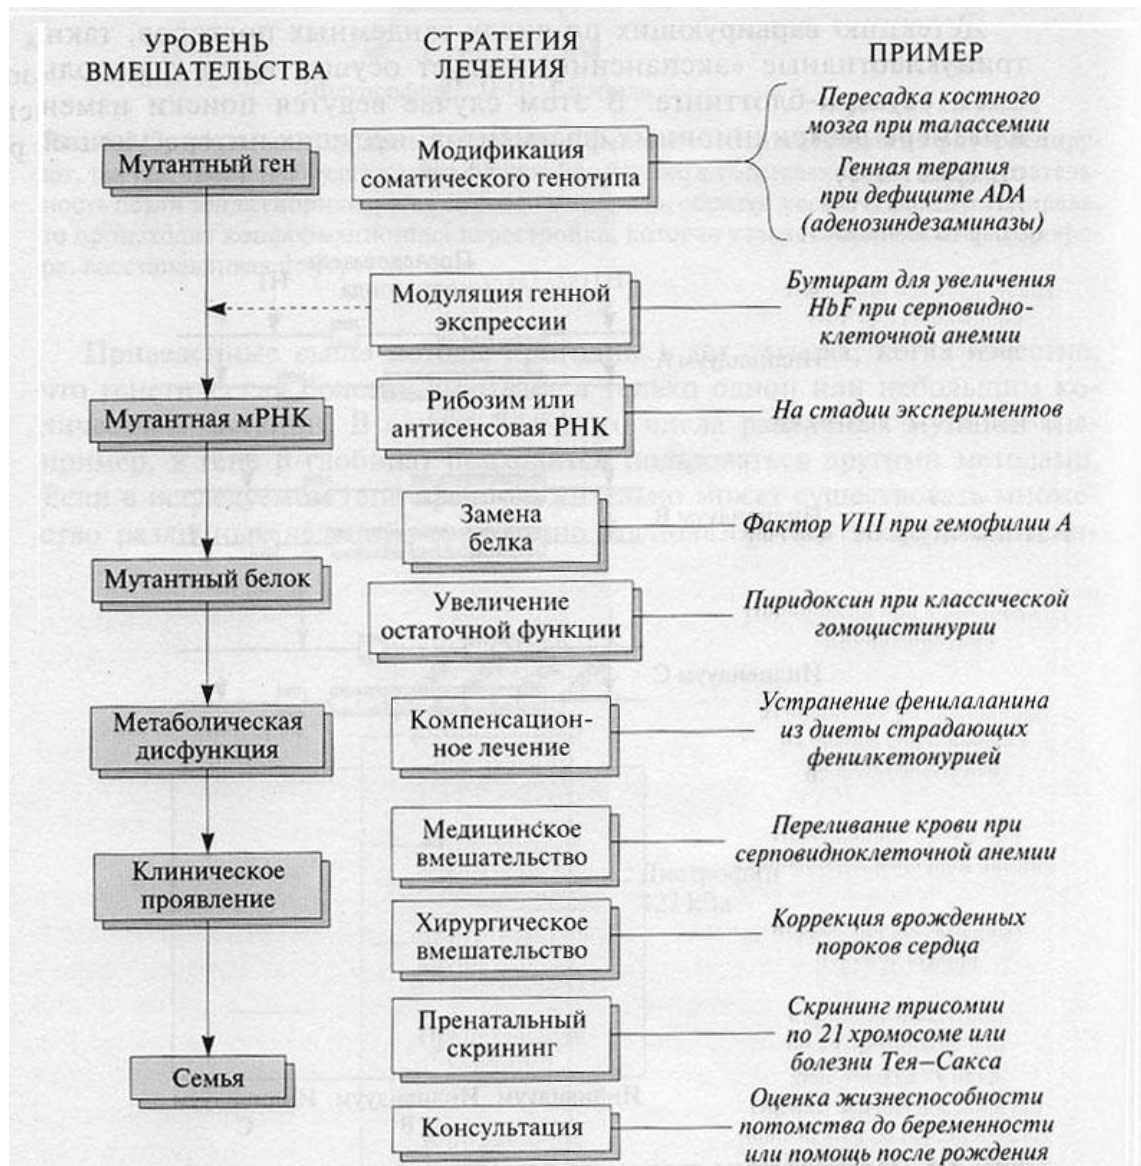 УРОВЕНЬ
ВМЕШАТЕЛЬСТВА
СТРАТЕГИЯ
ЛЕЧЕНИЯ
ПРИМЕР
Мутантный ген
Модификация
соматического генотипа
Пересадка костного
мозга при талассемии
Генная терапия
при дефиците ADA
(аденозиндезаминазы)
Модуляция генной
экспрессии
Бутират для увеличения
HbF при серповидно-
клеточной анемии
Мутантная мРНК
Рибозим или
антисенсовая РНК
На стадии экспериментов
Замена
белка
Фактор VIII при гемофилии А
Мутантный белок
Увеличение
остаточной функции
Пиридоксин при классической
гомоцистинурии
Метаболическая
дисфункция
Компенсацион-
ное лечение
Устранение фенилаланина
из диеты страдающих
фенилкетонурией
Клиническое
проявление
Медицинское
вмешательство
Переливание крови при
серповидноклеточной анемии
Хирургическое
вмешательство
Коррекция врожденных
пороков сердца
Семья
Пренатальный
скрининг
Скрининг трисомии
по 21 хромосоме или
болезни Тея—Сакса
Консультация
Оценка жизнеспособности
потомства до беременности
или помощь после рождения